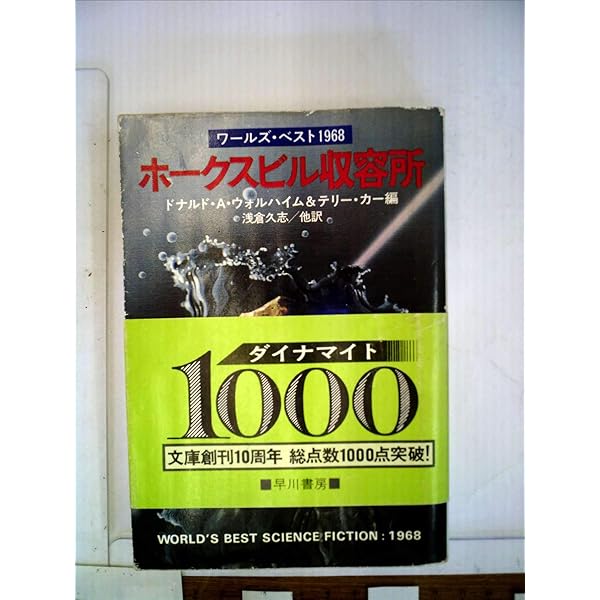 ワールズ・ベスト1968
ホークスビル収容所
ドナルド・A・ウォルハイム＆テリー・カー編
浅倉久志／他訳
ダイナマイト
1000
文庫創刊10周年 総点数1000点突破!
■早川書房■
WORLD'S BEST SCIENCE FICTION : 1968